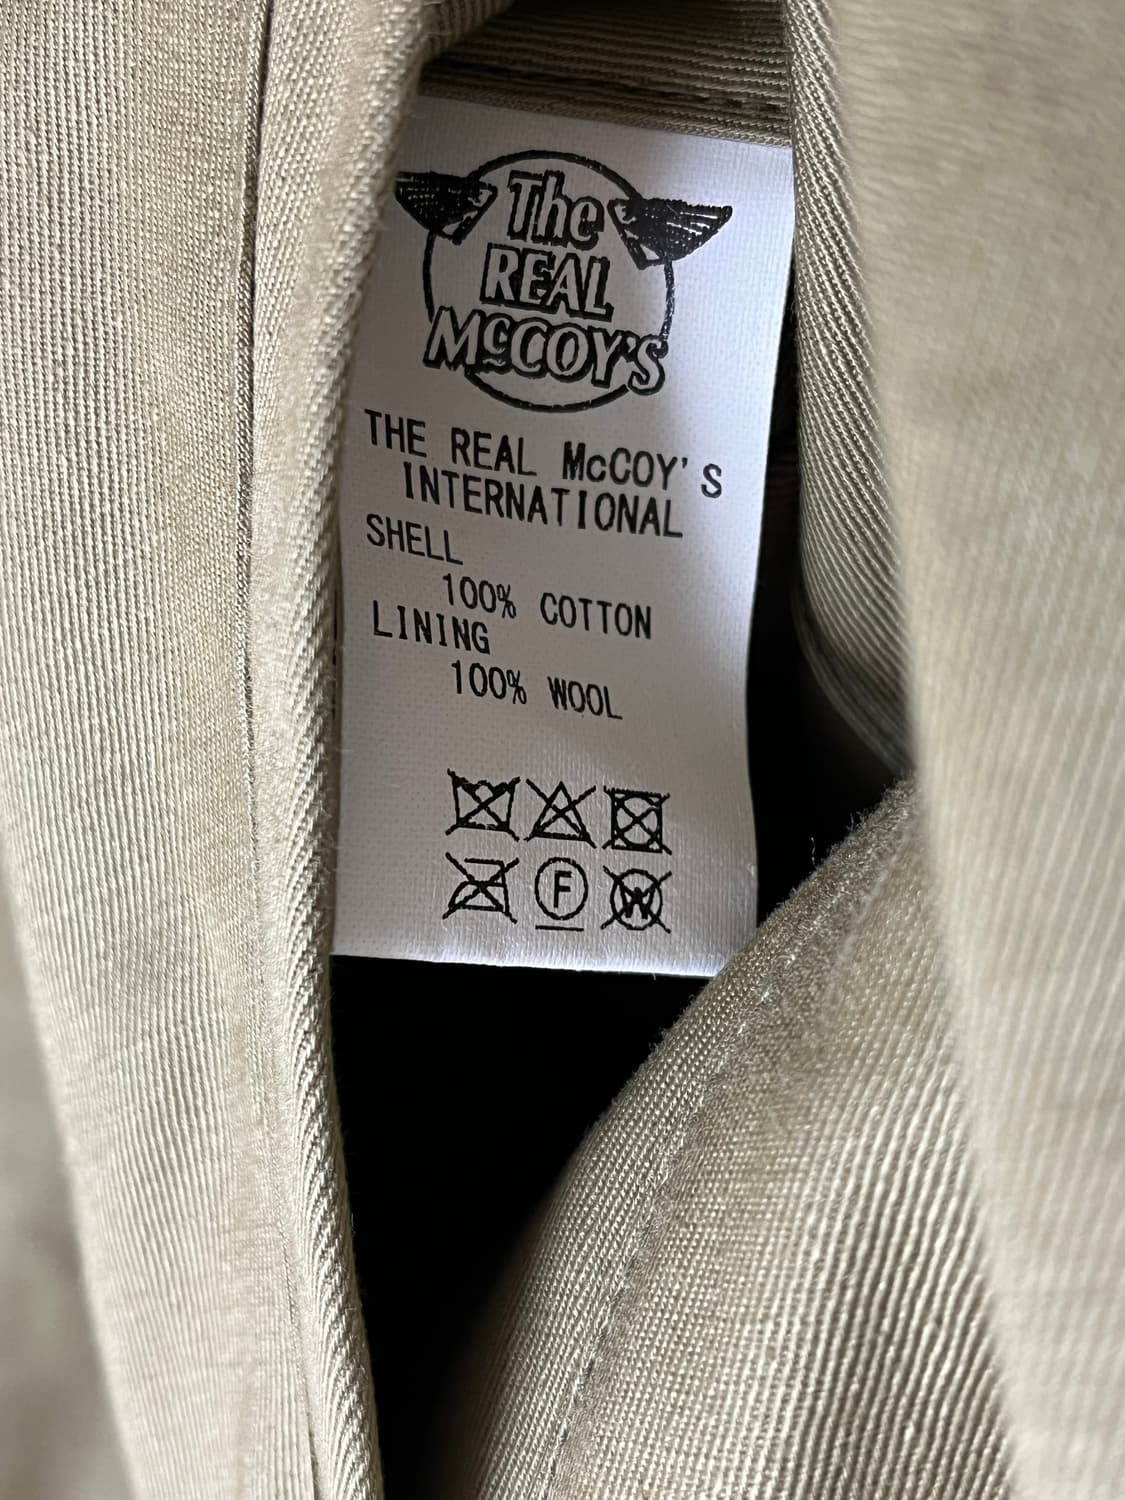 The
REAL
McCOY'S
THE REAL McCOY'S
INTERNATIONAL
SHELL
100% COTTON
LINING
100% WOOL
F
W